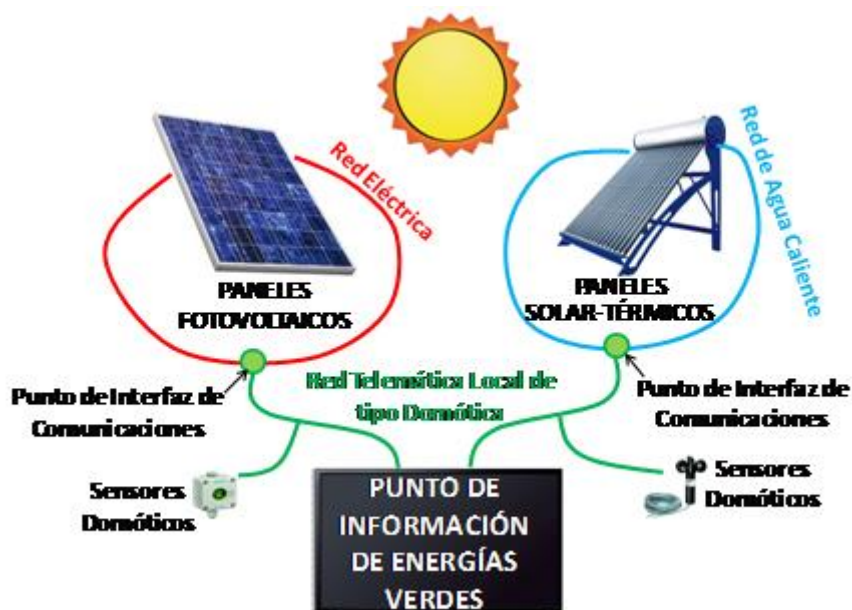 Red Eléctrica
Red de Agua Caliente
PANELES
FOTOVOLTAICOS
PANELES
SOLAR-TÉRMICOS
Punto de Interfaz de
Comunicaciones
Red Telemática Local de
tipo Domótica
Punto de Interfaz de
Comunicaciones
Sensores
Domóticos
PUNTO DE
INFORMACIÓN
DE ENERGÍAS
VERDES
Sensores
Domóticos